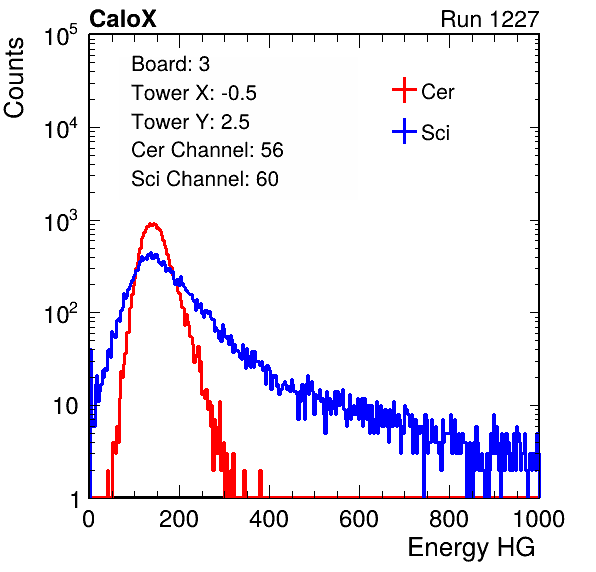 CaloX Run 1227
10^5
Counts
Board: 3
Tower X: -0.5
Tower Y: 2.5
Cer Channel: 56
Sci Channel: 60
Cer
Sci
10^4
10^3
10^2
10
1
0 200 400 600 800 1000
Energy HG